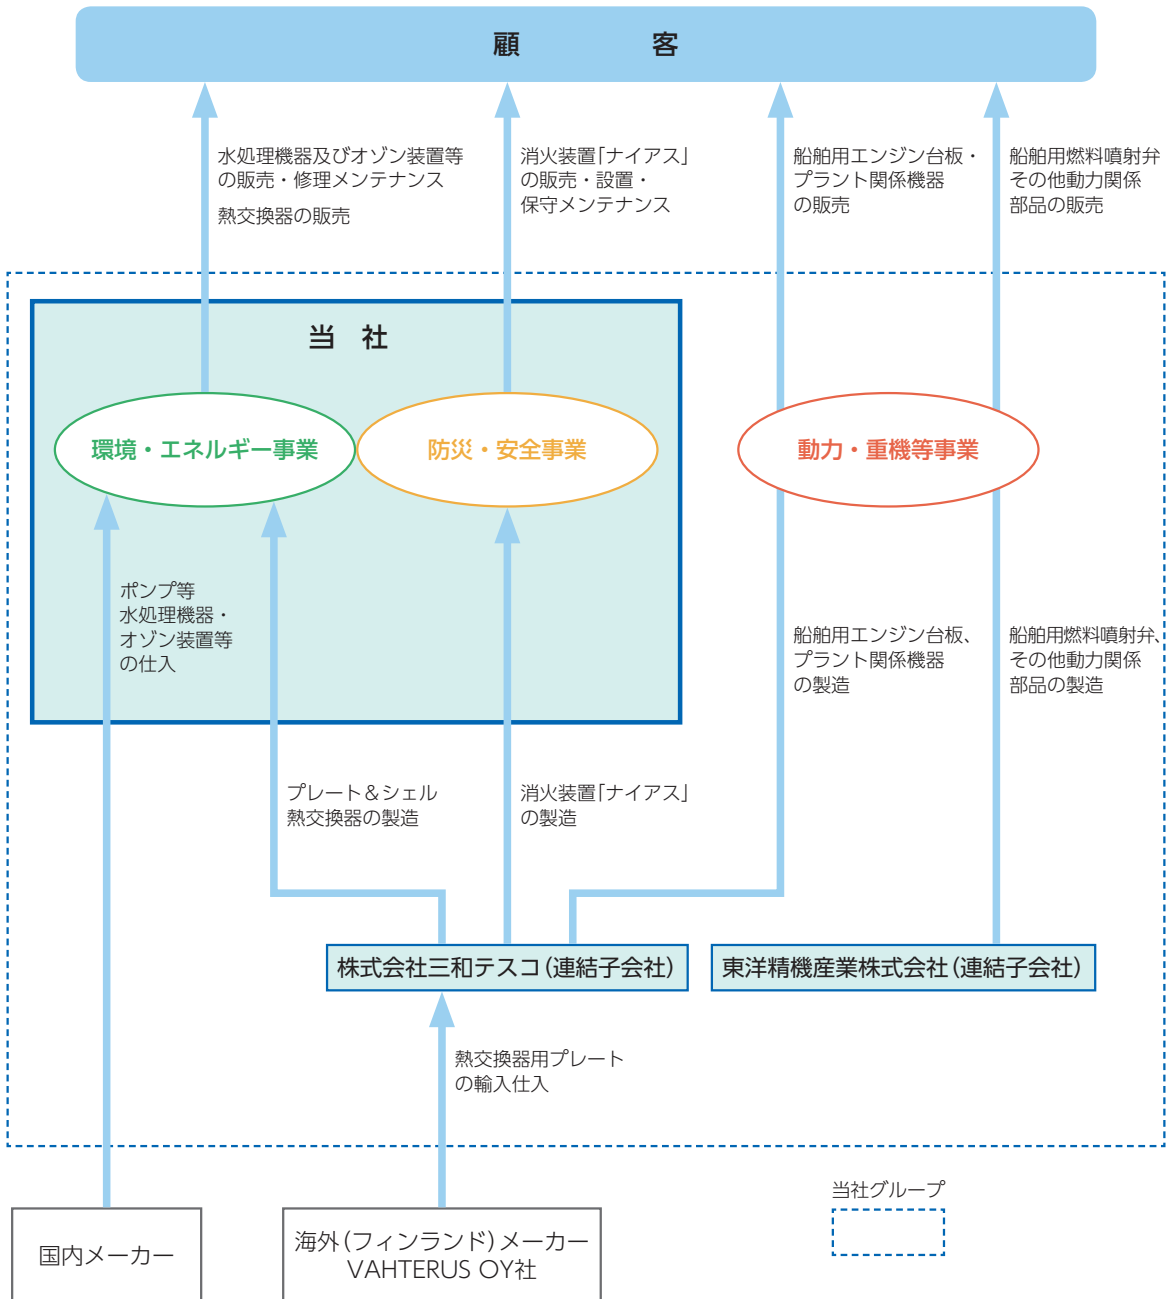 顧 客
水処理機器及びオゾン装置等
の販売・修理メンテナンス
熱交換器の販売
消火装置「ナイアス」
の販売・設置・
保守メンテナンス
船舶用エンジン台板・
プラント関係機器
の販売
船舶用燃料噴射弁
その他動力関係
部品の販売
当 社
環境・エネルギー事業
防災・安全事業
動力・重機等事業
ポンプ等
水処理機器・
オゾン装置等
の仕入
船舶用エンジン台板、
プラント関係機器
の製造
船舶用燃料噴射弁、
その他動力関係
部品の製造
プレート＆シェル
熱交換器の製造
消火装置「ナイアス」
の製造
株式会社三和テスコ（連結子会社）
東洋精機産業株式会社（連結子会社）
熱交換器用プレート
の輸入仕入
当社グループ
国内メーカー
海外（フィンランド）メーカー
VAHTERUS OY社